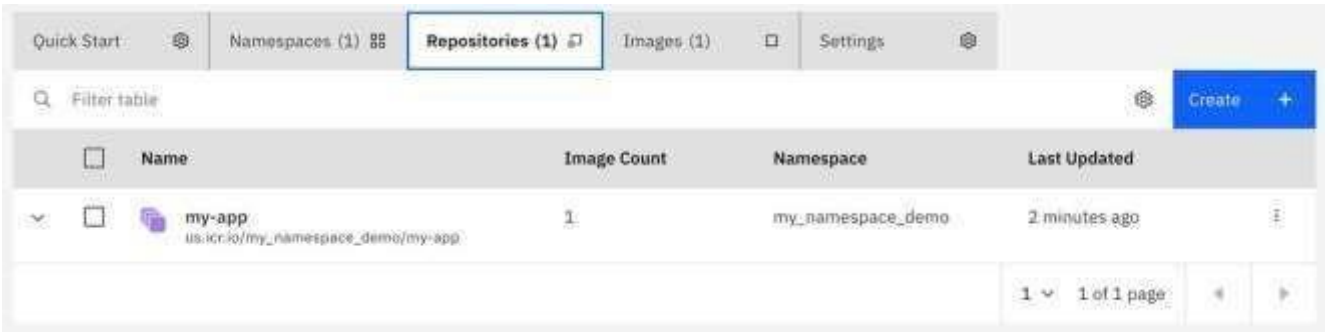 Quick Start Namespaces (1) Repositories (1) Images (1) Settings
Filter table Create +
Name Image Count Namespace Last Updated
my-app 1 my_namespace_demo 2 minutes ago
us.icr.io/my_namespace_demo/my-app
1 1 of 1 page